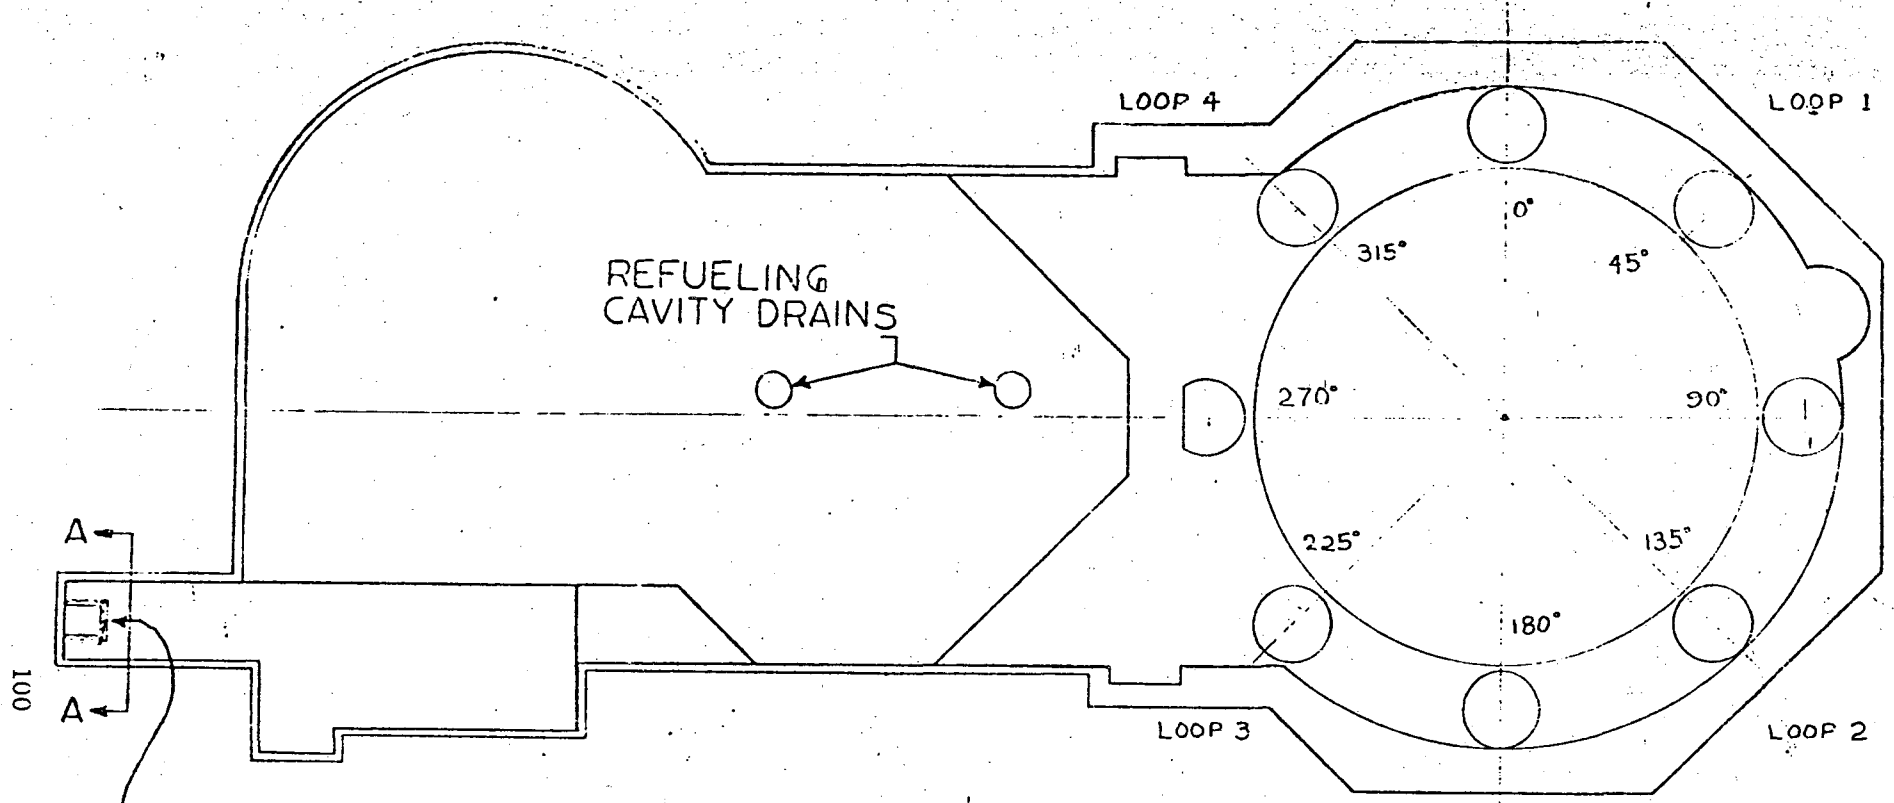 LOOP 4
LOOP 1
0°
315°
45°
REFUELING
CAVITY DRAINS
270°
90°
A
225°
135°
180°
100
A
LOOP 3
LOOP 2